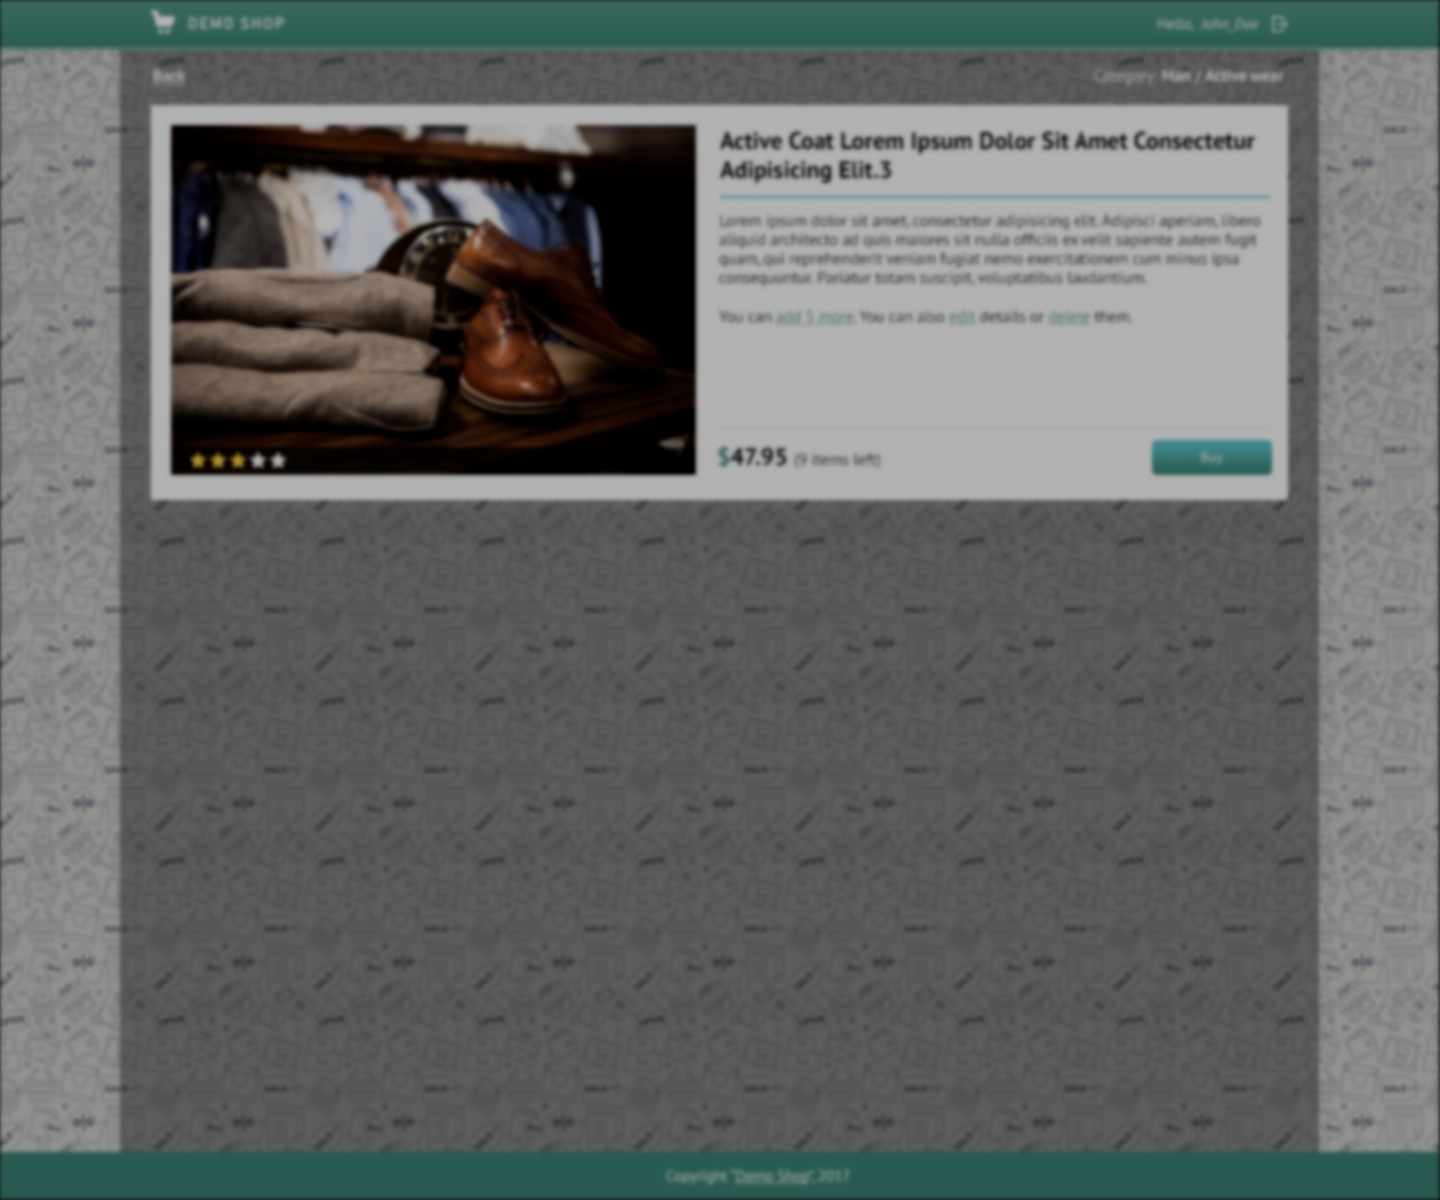 DEMO SHOP
Hello, John_Doe
Back
Category: Man / Active wear
Active Coat Lorem Ipsum Dolor Sit Amet Consectetur
Adipisicing Elit.3
Lorem ipsum dolor sit amet, consectetur adipisicing elit. Adipisci aperiam, libero
aliquid architecto ad quis maiores sit nulla officiis ex velit sapiente autem fugit
quam, qui reprehenderit veniam fugiat nemo exercitationem cum minus ipsa
consequuntur. Pariatur totam suscipit, voluptatibus laudantium.
You can add 5 more. You can also edit details or delete them.
$47.95 (9 items left)
Buy
Copyright "Demo Shop", 2017